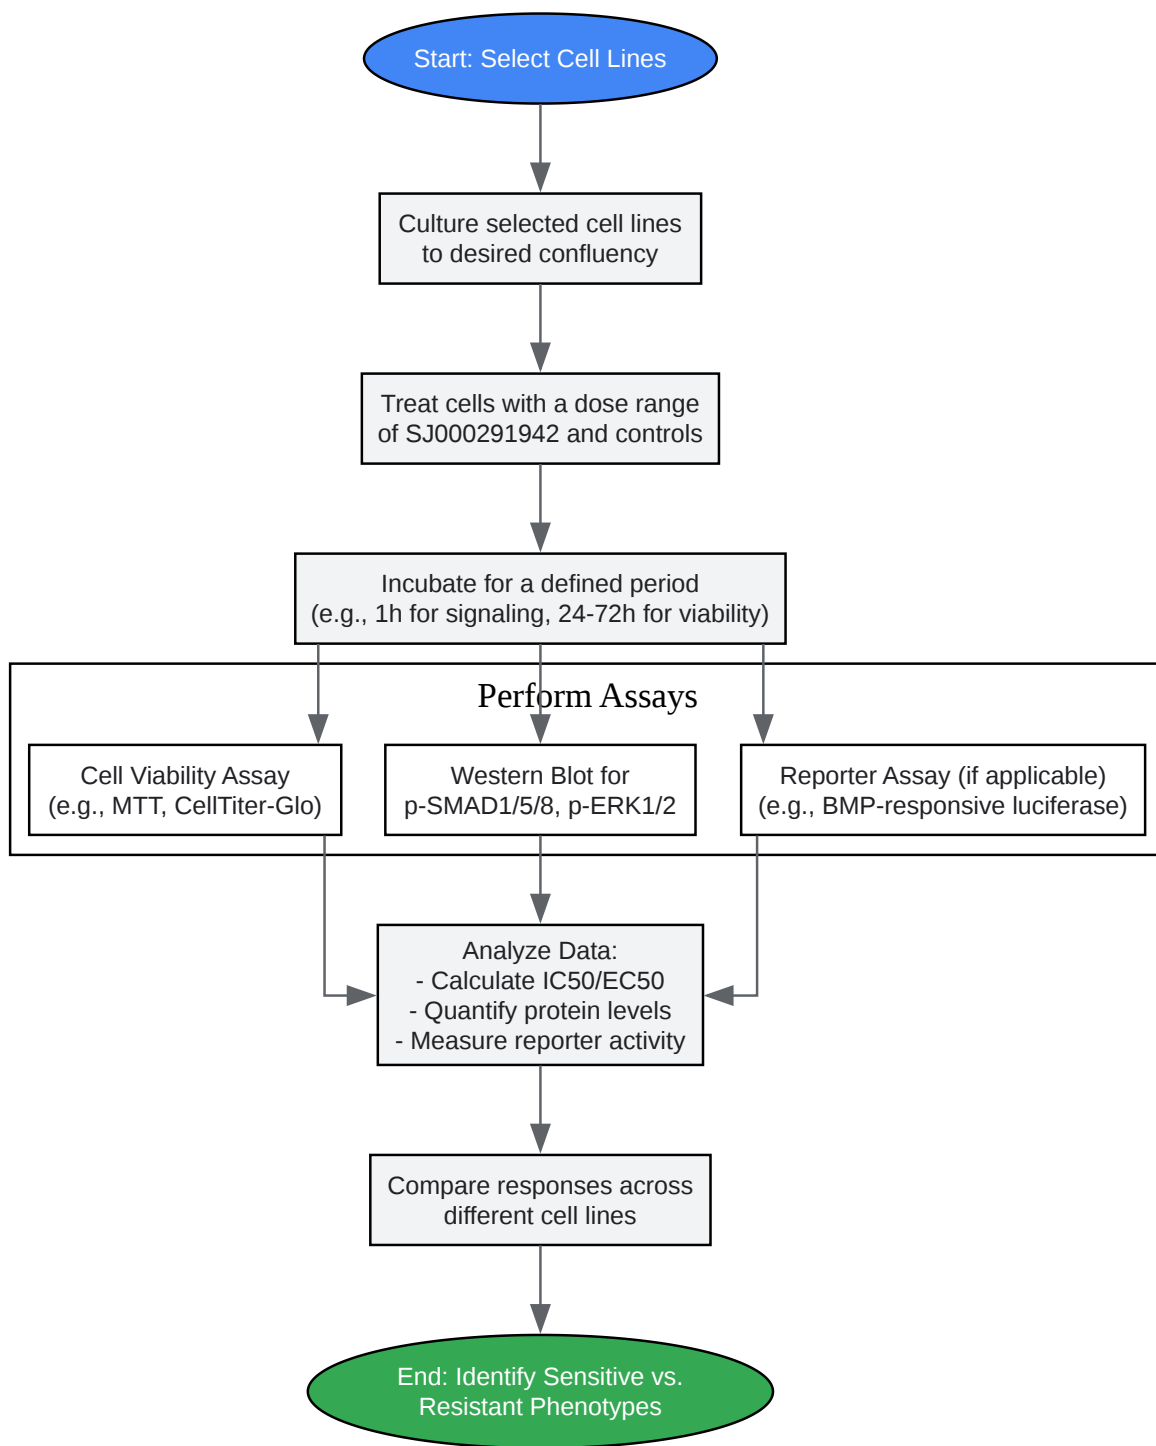 Start: Select Cell Lines
Culture selected cell lines
to desired confluency
Treat cells with a dose range
of SJ000291942 and controls
Incubate for a defined period
(e.g., 1h for signaling, 24-72h for viability)
Perform Assays
Cell Viability Assay
(e.g., MTT, CellTiter-Glo)
Western Blot for
p-SMAD1/5/8, p-ERK1/2
Reporter Assay (if applicable)
(e.g., BMP-responsive luciferase)
Analyze Data:
- Calculate IC50/EC50
- Quantify protein levels
- Measure reporter activity
Compare responses across
different cell lines
End: Identify Sensitive vs.
Resistant Phenotypes